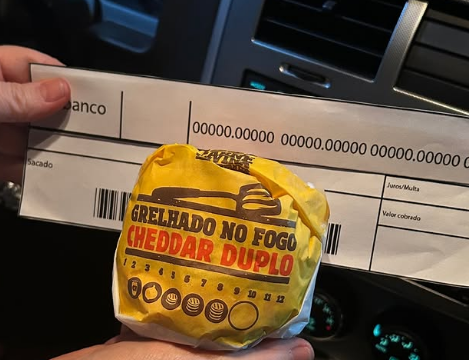 banco
00000.00000 00000.00000 00000.00000 0
Sacado
Juros/Multa
Valor cobrado
GRELHADO NO FOGO
CHEDDAR DUPLO
1 2 3 4 5 6 7 8 9 10 11 12